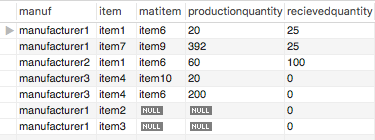 manuf item matitem productionquantity recievedquantity
manufacturer1 item1 item6 20 25
manufacturer1 item7 item9 392 25
manufacturer2 item1 item6 60 100
manufacturer3 item4 item10 20 0
manufacturer3 item4 item6 200 0
manufacturer1 item2 NULL NULL 0
manufacturer1 item3 NULL NULL 0